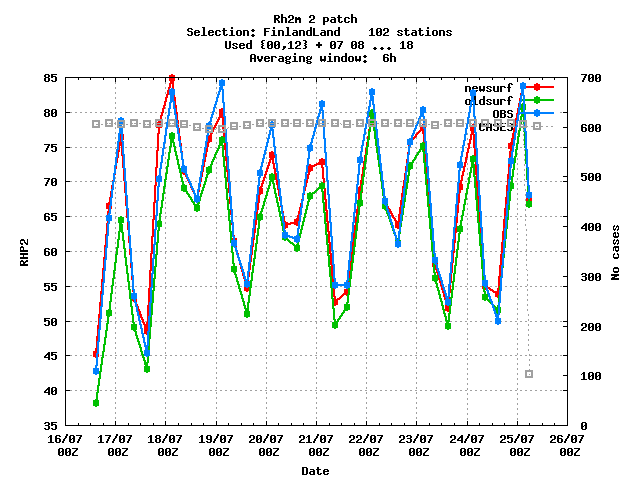 Rh2m 2 patch
Selection: FinlandLand    102 stations
Used {00,12} + 07 08 ... 18
Averaging window:  6h
newsurf
oldsurf
OBS
CASES
85
80
75
70
65
60
55
50
45
40
35
700
600
500
400
300
200
100
0
RHP2
No cases
16/07 17/07 18/07 19/07 20/07 21/07 22/07 23/07 24/07 25/07 26/07
00Z 00Z 00Z 00Z 00Z 00Z 00Z 00Z 00Z 00Z 00Z
Date